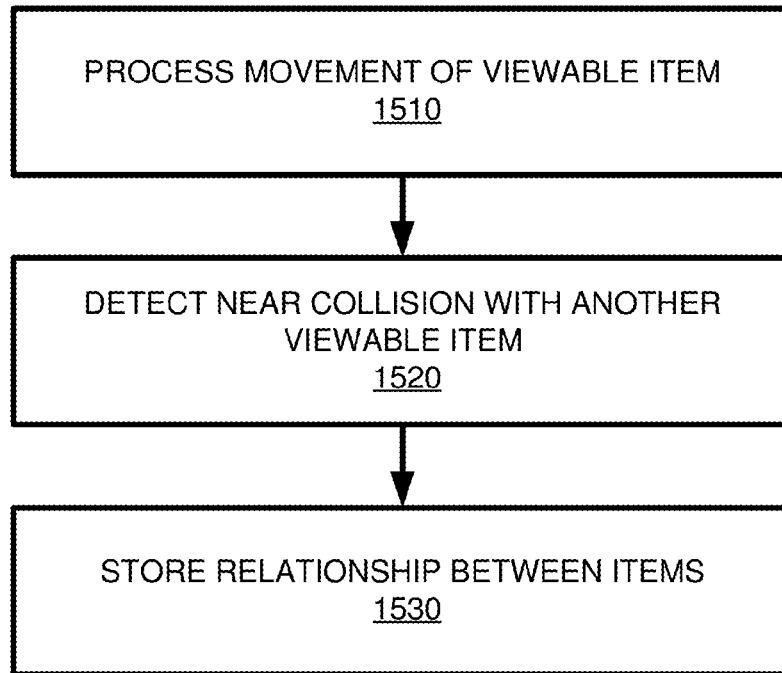 PROCESS MOVEMENT OF VIEWABLE ITEM
1510
DETECT NEAR COLLISION WITH ANOTHER
VIEWABLE ITEM
1520
STORE RELATIONSHIP BETWEEN ITEMS
1530